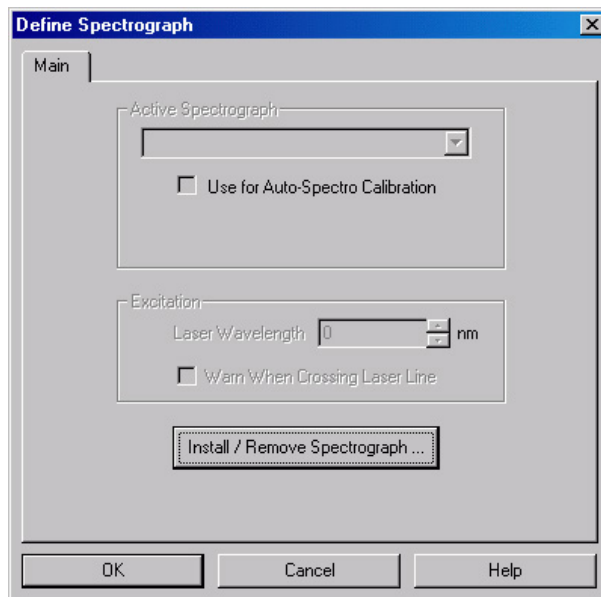 Define Spectrograph
Main
Active Spectrograph
Use for Auto-Spectro Calibration
Excitation
Laser Wavelength 0 nm
Warn When Crossing Laser Line
Install / Remove Spectrograph ...
OK Cancel Help